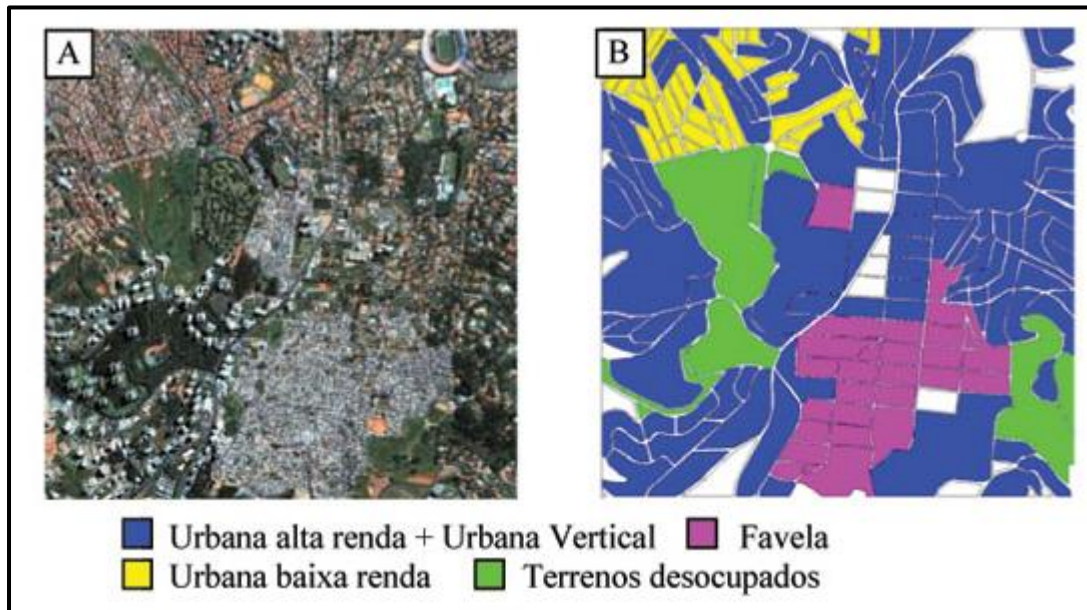 A
B
Urbana alta renda + Urbana Vertical
Favela
Urbana baixa renda
Terrenos desocupados